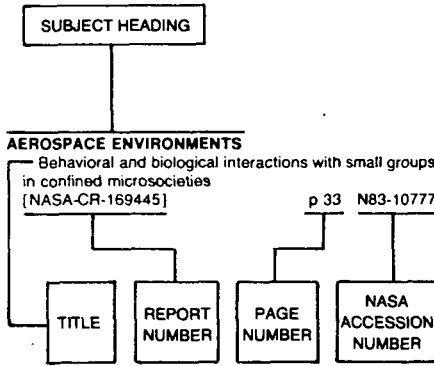 SUBJECT HEADING
AEROSPACE ENVIRONMENTS
Behavioral and biological interactions with small groups
in confined microsocieties
[NASA-CR-169445] p 33 N83-10777
TITLE
REPORT
NUMBER
PAGE
NUMBER
NASA
ACCESSION
NUMBER